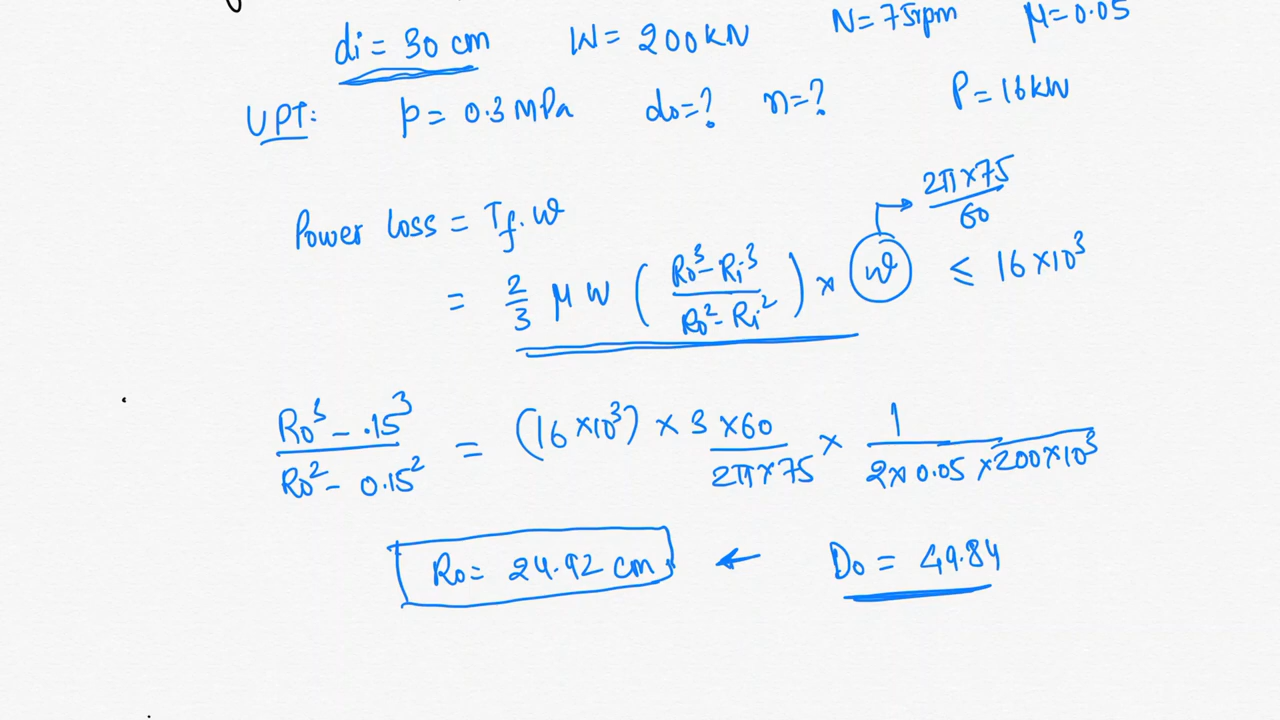 di = 30 cm W = 200 kN N = 75rpm μ = 0.05
UPT: p = 0.3 MPa do = ? n = ? P = 16 kW
Power Loss = Tf . ω
= 2/3 μ W ( Ro³ - Ri³ / Ro² - Ri² ) × ω ≤ 16 × 10³
→ 2π × 75 / 60
Ro³ - .15³ / Ro² - 0.15² = (16 × 10³) × 3 × 60 / 2π × 75 × 1 / 2 × 0.05 × 200 × 10³
Ro = 24.92 cm ← Do = 49.84